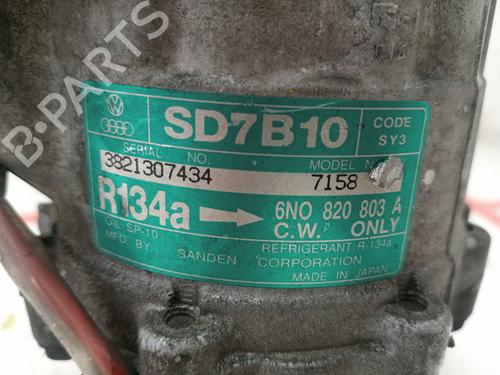 B-PARTS
SD7B10
CODE
SY3
SERIAL NO.
MODEL NO
3821307434
7158
R134a
6N0 820 803 A
C.W. ONLY
OIL: SP-10
REFRIGERANT: R-134a
MFD. BY SANDEN CORPORATION
MADE IN JAPAN